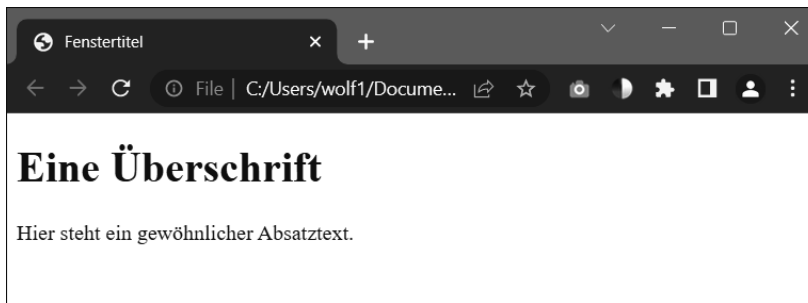 Fenstertitel
File | C:/Users/wolf1/Docume...
Eine Überschrift
Hier steht ein gewöhnlicher Absatztext.